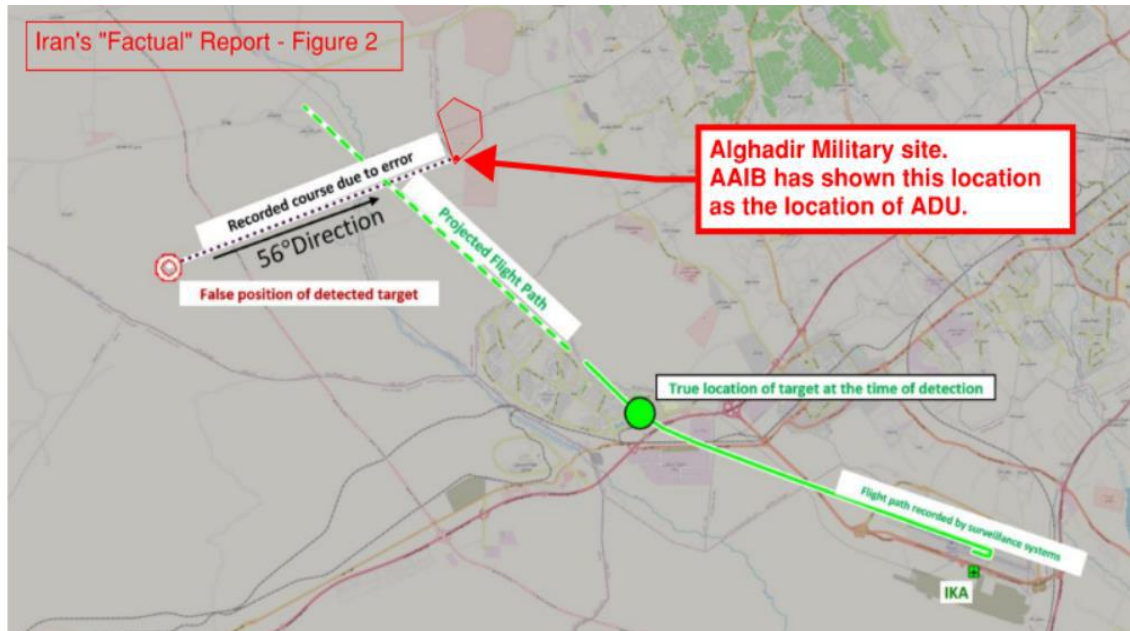 Iran's "Factual" Report - Figure 2
Alghadir Military site.
AAIB has shown this location
as the location of ADU.
Recorded course due to error
56°Direction
False position of detected target
Projected Flight Path
True location of target at the time of detection
Flight path recorded by surveillance systems
IKA